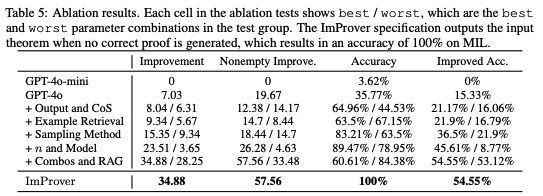 Table 5: Ablation results. Each cell in the ablation tests shows best / worst, which are the best
and worst parameter combinations in the test group. The ImProver specification outputs the input
theorem when no correct proof is generated, which results in an accuracy of 100% on MIL.
Improvement Nonempty Improve. Accuracy Improved Acc.
GPT-4o-mini 0 0 3.62% 0%
GPT-4o 7.03 19.67 35.77% 15.33%
+ Output and CoS 8.04 / 6.31 12.38 / 14.17 64.96% / 44.53% 21.17% / 16.06%
+ Example Retrieval 9.34 / 5.67 14.7 / 8.44 63.5% / 67.15% 21.9% / 16.79%
+ Sampling Method 15.35 / 9.34 18.44 / 14.7 83.21% / 63.5% 36.5% / 21.9%
+ n and Model 23.51 / 3.65 26.28 / 4.63 89.47% / 78.95% 45.61% / 8.77%
+ Combos and RAG 34.88 / 28.25 57.56 / 33.48 60.61% / 84.38% 54.55% / 53.12%
ImProver 34.88 57.56 100% 54.55%